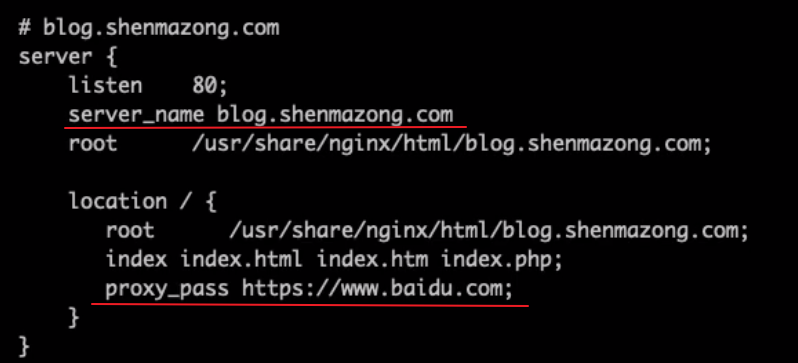 # blog.shenmazong.com
server {
listen 80;
server_name blog.shenmazong.com
root /usr/share/nginx/html/blog.shenmazong.com;
location / {
root /usr/share/nginx/html/blog.shenmazong.com;
index index.html index.htm index.php;
proxy_pass https://www.baidu.com;
}
}